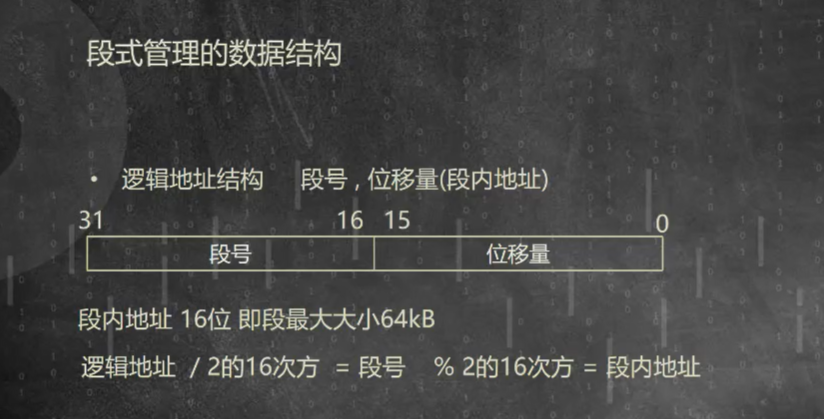 段式管理的数据结构
• 逻辑地址结构 段号 , 位移量(段内地址)
31 16 15 0
段号 位移量
段内地址 16位 即段最大大小64kB
逻辑地址 / 2的16次方 = 段号 % 2的16次方 = 段内地址